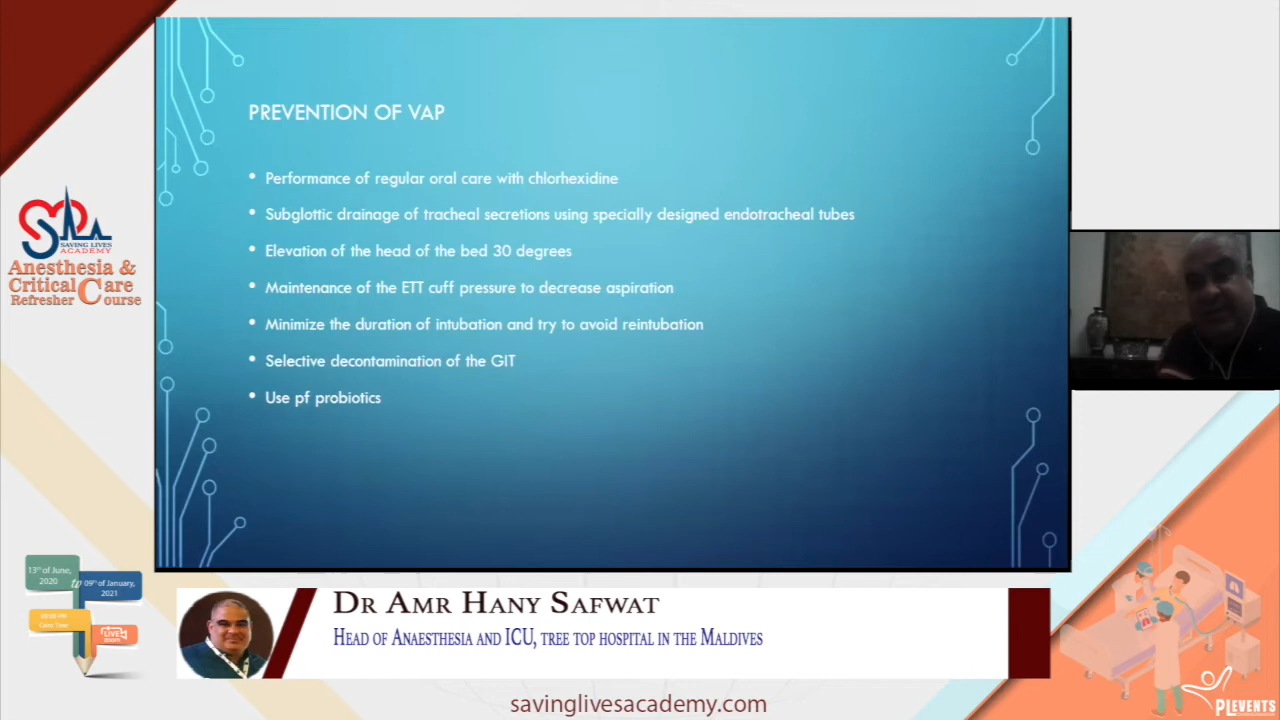 PREVENTION OF VAP
• Performance of regular oral care with chlorhexidine
• Subglottic drainage of tracheal secretions using specially designed endotracheal tubes
• Elevation of the head of the bed 30 degrees
• Maintenance of the ETT cuff pressure to decrease aspiration
• Minimize the duration of intubation and try to avoid reintubation
• Selective decontamination of the GIT
• Use pf probiotics
SAVING LIVES
ACADEMY
Anesthesia &
Critical Care
Refresher Course
13th of June,
2020
to 09th of January,
2021
Cairo Time
LIVE
zoom
Dr Amr Hany Safwat
Head of Anaesthesia and ICU, tree top hospital in the Maldives
savinglivesacademy.com
PLEVENTS